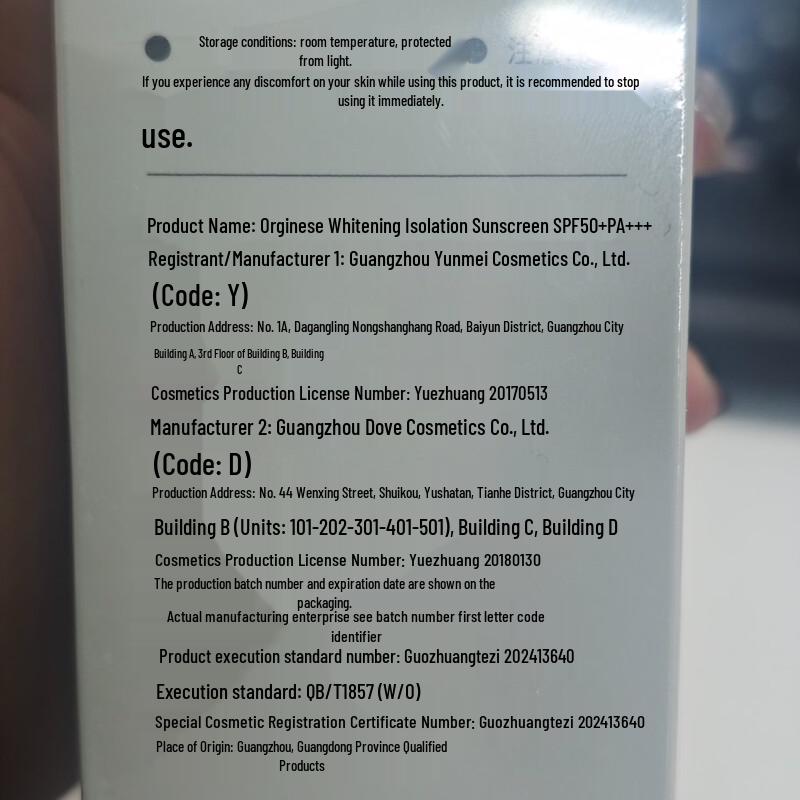 注意
Storage conditions: room temperature, protected
from light.
If you experience any discomfort on your skin while using this product, it is recommended to stop
using it immediately.
use.
Product Name: Orginese Whitening Isolation Sunscreen SPF50+PA+++
Registrant/Manufacturer 1: Guangzhou Yunmei Cosmetics Co., Ltd.
(Code: Y)
Production Address: No. 1A, Dagangling Nongshanghang Road, Baiyun District, Guangzhou City
Building A, 3rd Floor of Building B, Building
C
Cosmetics Production License Number: Yuezhuang 20170513
Manufacturer 2: Guangzhou Dove Cosmetics Co., Ltd.
(Code: D)
Production Address: No. 44 Wenxing Street, Shuikou, Yushatan, Tianhe District, Guangzhou City
Building B (Units: 101-202-301-401-501), Building C, Building D
Cosmetics Production License Number: Yuezhuang 20180130
The production batch number and expiration date are shown on the
packaging.
Actual manufacturing enterprise see batch number first letter code
identifier
Product execution standard number: Guozhuangtezi 202413640
Execution standard: QB/T1857 (W/O)
Special Cosmetic Registration Certificate Number: Guozhuangtezi 202413640
Place of Origin: Guangzhou, Guangdong Province Qualified
Products